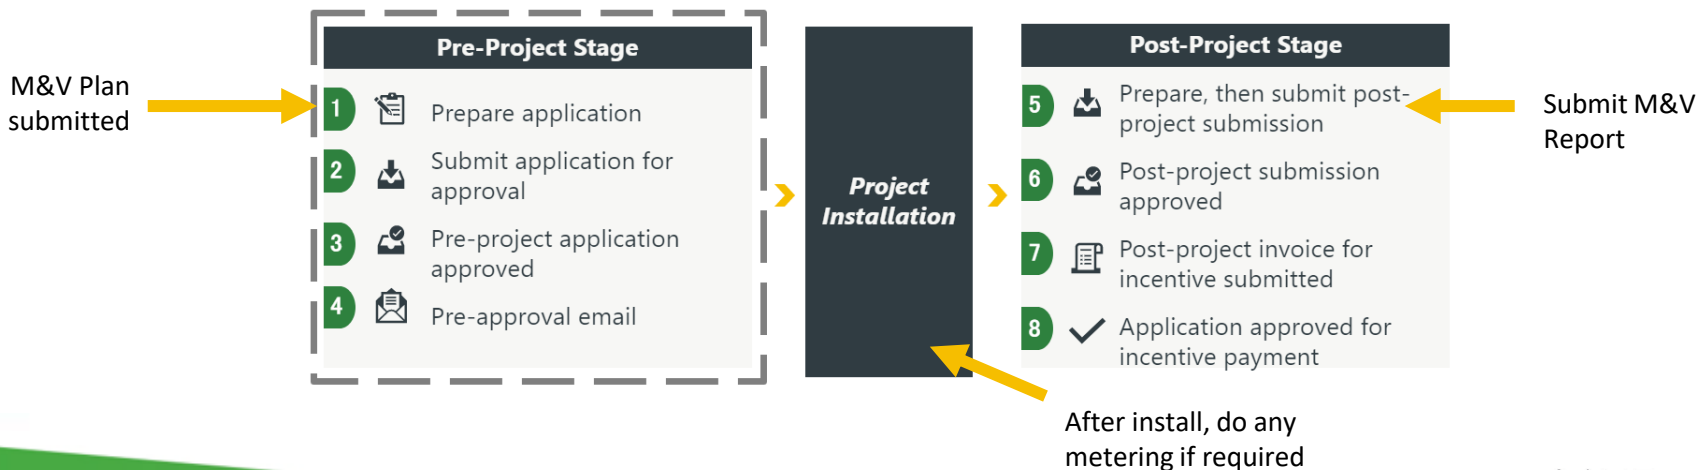 M&V Plan
submitted
Pre-Project Stage
1
Prepare application
2
Submit application for
approval
3
Pre-project application
approved
4
Pre-approval email
Project
Installation
Post-Project Stage
5
Prepare, then submit post-
project submission
6
Post-project submission
approved
7
Post-project invoice for
incentive submitted
8
Application approved for
incentive payment
Submit M&V
Report
After install, do any
metering if required